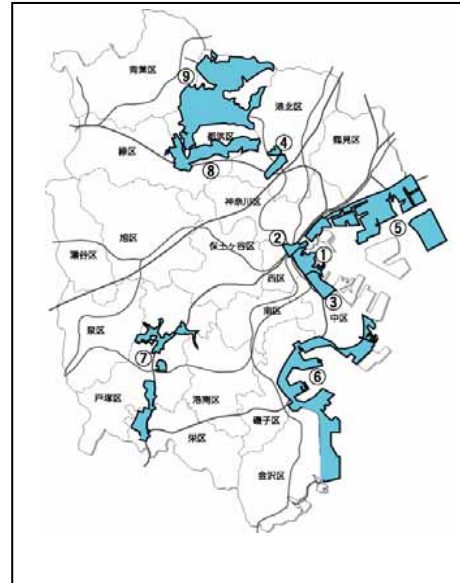 青葉区
⑨
港北区
都筑区
④
鶴見区
緑区
⑧
神奈川区
⑤
旭区
保土ヶ谷区
②
①
瀬谷区
西区
③
南区
中区
泉区
⑦
⑥
戸塚区
港南区
磯子区
栄区
金沢区